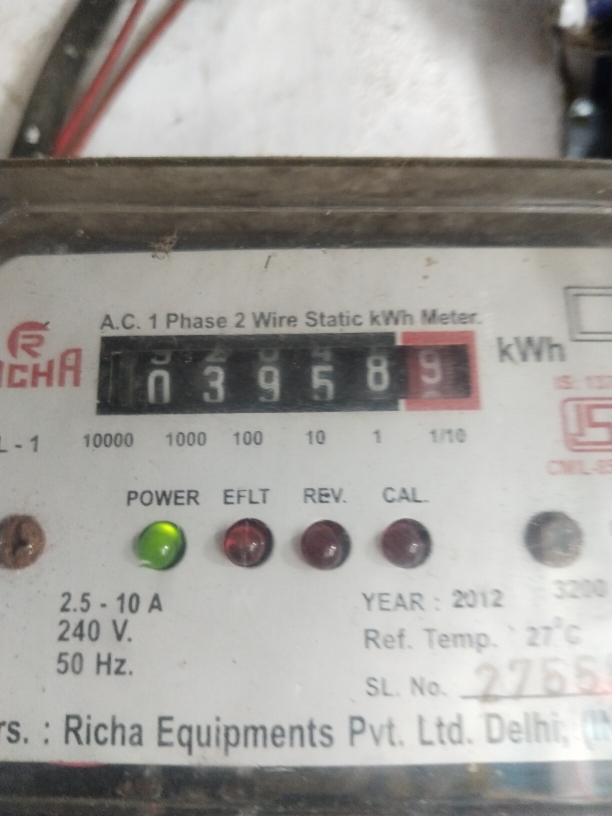 A.C. 1 Phase 2 Wire Static kWh Meter.
RICHA
0 3 9 5 8 9 kWh
L - 1 10000 1000 100 10 1 1/10
POWER EFLT REV. CAL.
2.5 - 10 A
240 V.
50 Hz.
3200
YEAR : 2012
Ref. Temp. 27°C
SL. No.
rs. : Richa Equipments Pvt. Ltd. Delhi,